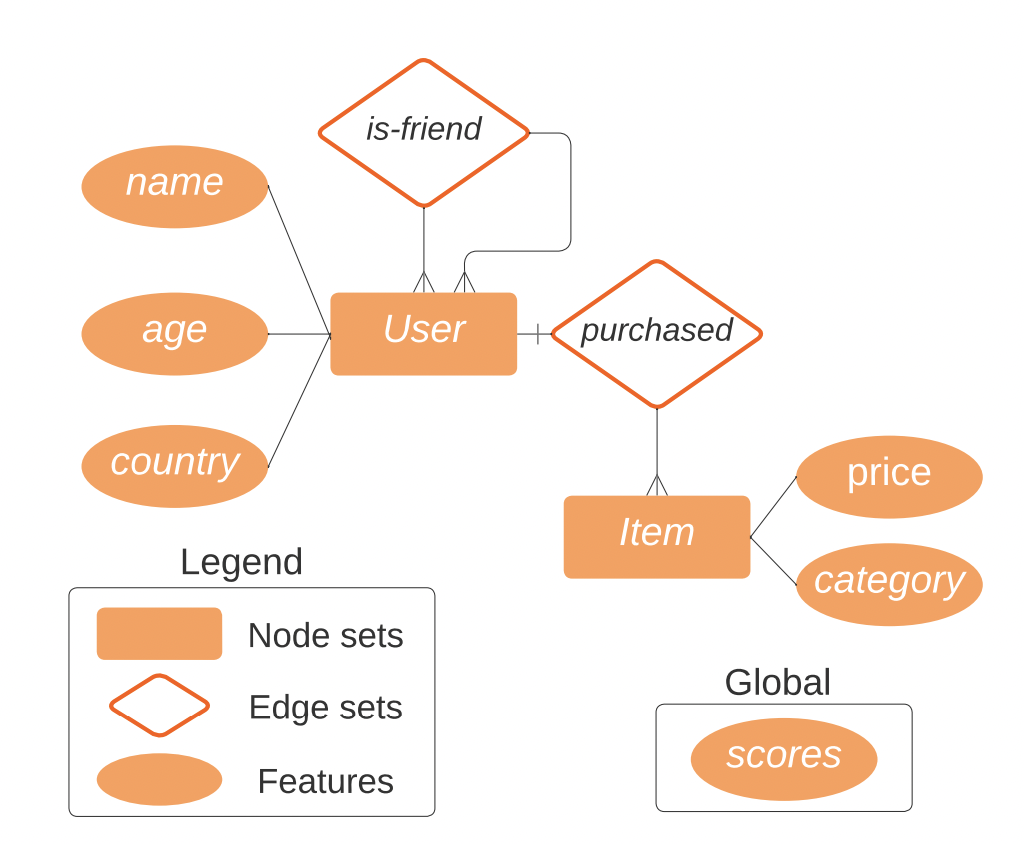 is-friend
name
User
purchased
age
country
Item
price
category
Legend
Node sets
Edge sets
Features
Global
scores